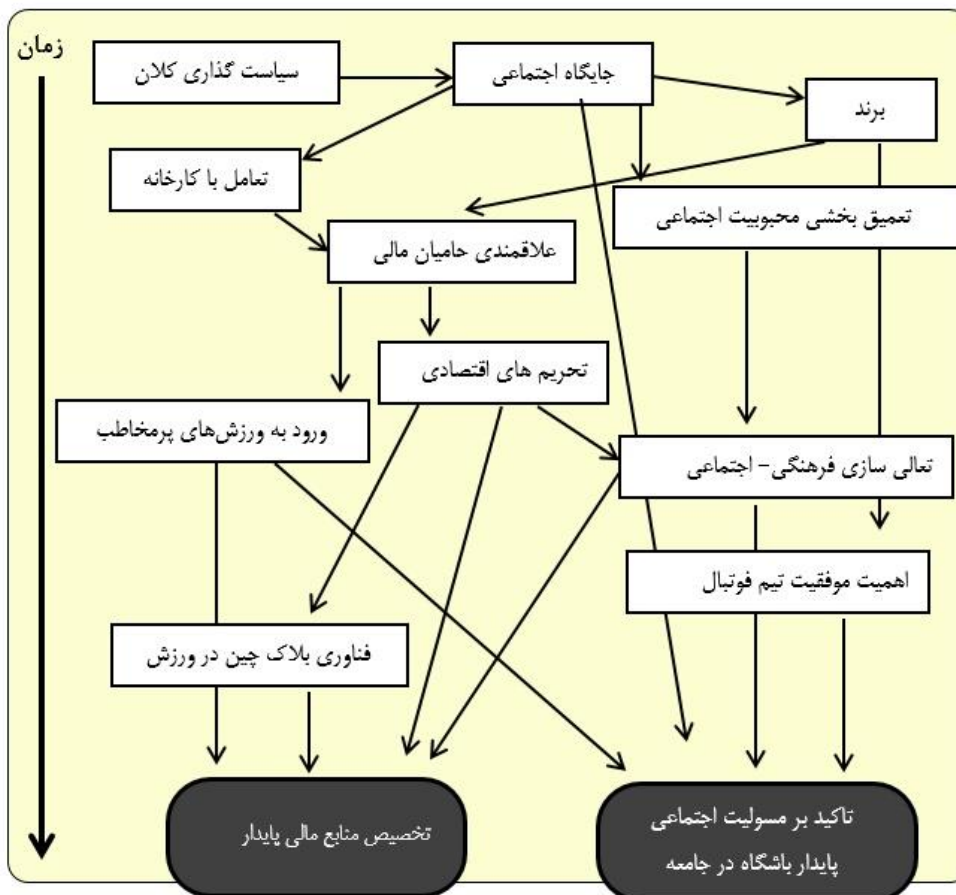 زمان
سیاست گذاری کلان
جایگاه اجتماعی
برند
تعامل با کارخانه
تعمیق بخشی محبوبیت اجتماعی
علاقمندی حامیان مالی
تحریم های اقتصادی
ورود به ورزش‌های پرمخاطب
تعالی سازی فرهنگی- اجتماعی
اهمیت موفقیت تیم فوتبال
فناوری بلاک چین در ورزش
تاکید بر مسولیت اجتماعی
پایدار باشگاه در جامعه
تخصیص منابع مالی پایدار